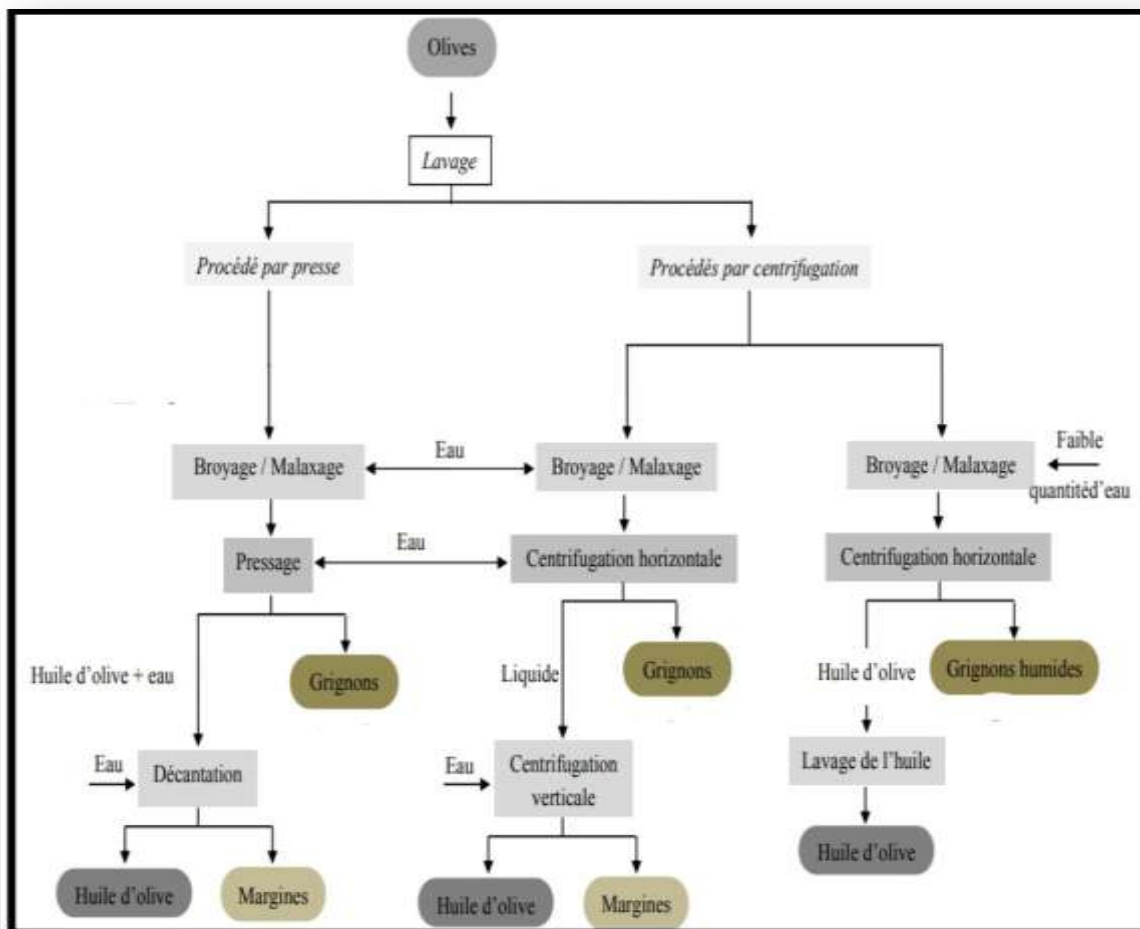 Olives
Lavage
Procédé par presse
Procédés par centrifugation
Broyage / Malaxage
Eau
Broyage / Malaxage
Broyage / Malaxage
Faible
quantitéd'eau
Pressage
Eau
Centrifugation horizontale
Centrifugation horizontale
Huile d'olive + eau
Grignons
Liquide
Grignons
Huile d'olive
Grignons humides
Eau
Décantation
Eau
Centrifugation
verticale
Lavage de l'huile
Huile d'olive
Margines
Huile d'olive
Margines
Huile d'olive